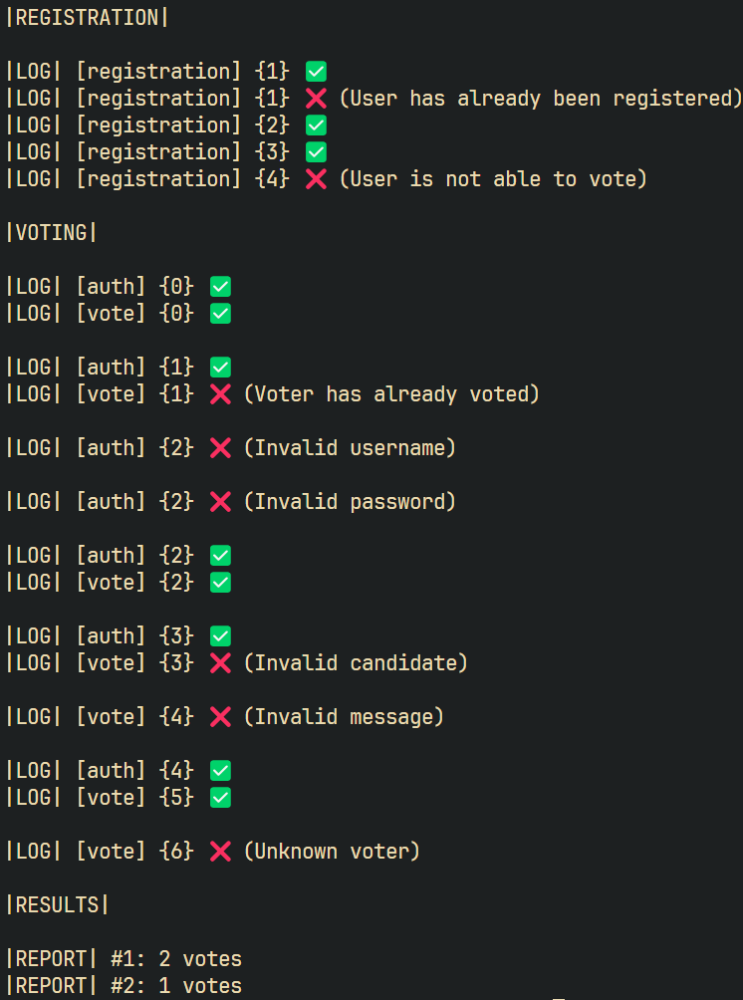 |REGISTRATION|
|LOG| [registration] {1} ✅
|LOG| [registration] {1} ❌ (User has already been registered)
|LOG| [registration] {2} ✅
|LOG| [registration] {3} ✅
|LOG| [registration] {4} ❌ (User is not able to vote)
|VOTING|
|LOG| [auth] {0} ✅
|LOG| [vote] {0} ✅
|LOG| [auth] {1} ✅
|LOG| [vote] {1} ❌ (Voter has already voted)
|LOG| [auth] {2} ❌ (Invalid username)
|LOG| [auth] {2} ❌ (Invalid password)
|LOG| [auth] {2} ✅
|LOG| [vote] {2} ✅
|LOG| [auth] {3} ✅
|LOG| [vote] {3} ❌ (Invalid candidate)
|LOG| [vote] {4} ❌ (Invalid message)
|LOG| [auth] {4} ✅
|LOG| [vote] {5} ✅
|LOG| [vote] {6} ❌ (Unknown voter)
|RESULTS|
|REPORT| #1: 2 votes
|REPORT| #2: 1 votes